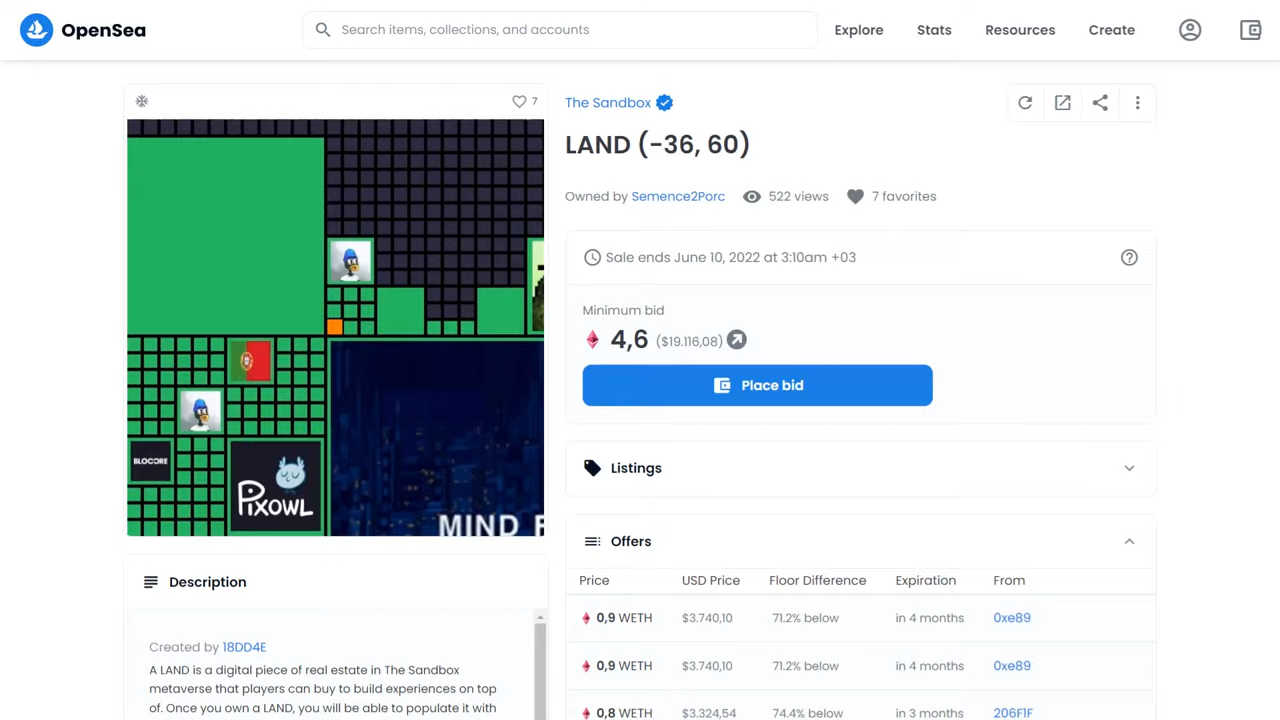 OpenSea
Search items, collections, and accounts
Explore
Stats
Resources
Create
7
BLOCORE
PIXOWL
MIND F
The Sandbox
LAND (-36, 60)
Owned by Semence2Porc
522 views
7 favorites
Sale ends June 10, 2022 at 3:10am +03
Minimum bid
4,6 ($19.116,08)
Place bid
Listings
Offers
Price USD Price Floor Difference Expiration From
0,9 WETH $3.740,10 71.2% below in 4 months 0xe89
0,9 WETH $3.740,10 71.2% below in 4 months 0xe89
0,8 WETH $3.324,54 74.4% below in 3 months 206F1F
Description
Created by 18DD4E
A LAND is a digital piece of real estate in The Sandbox
metaverse that players can buy to build experiences on top
of. Once you own a LAND, you will be able to populate it with